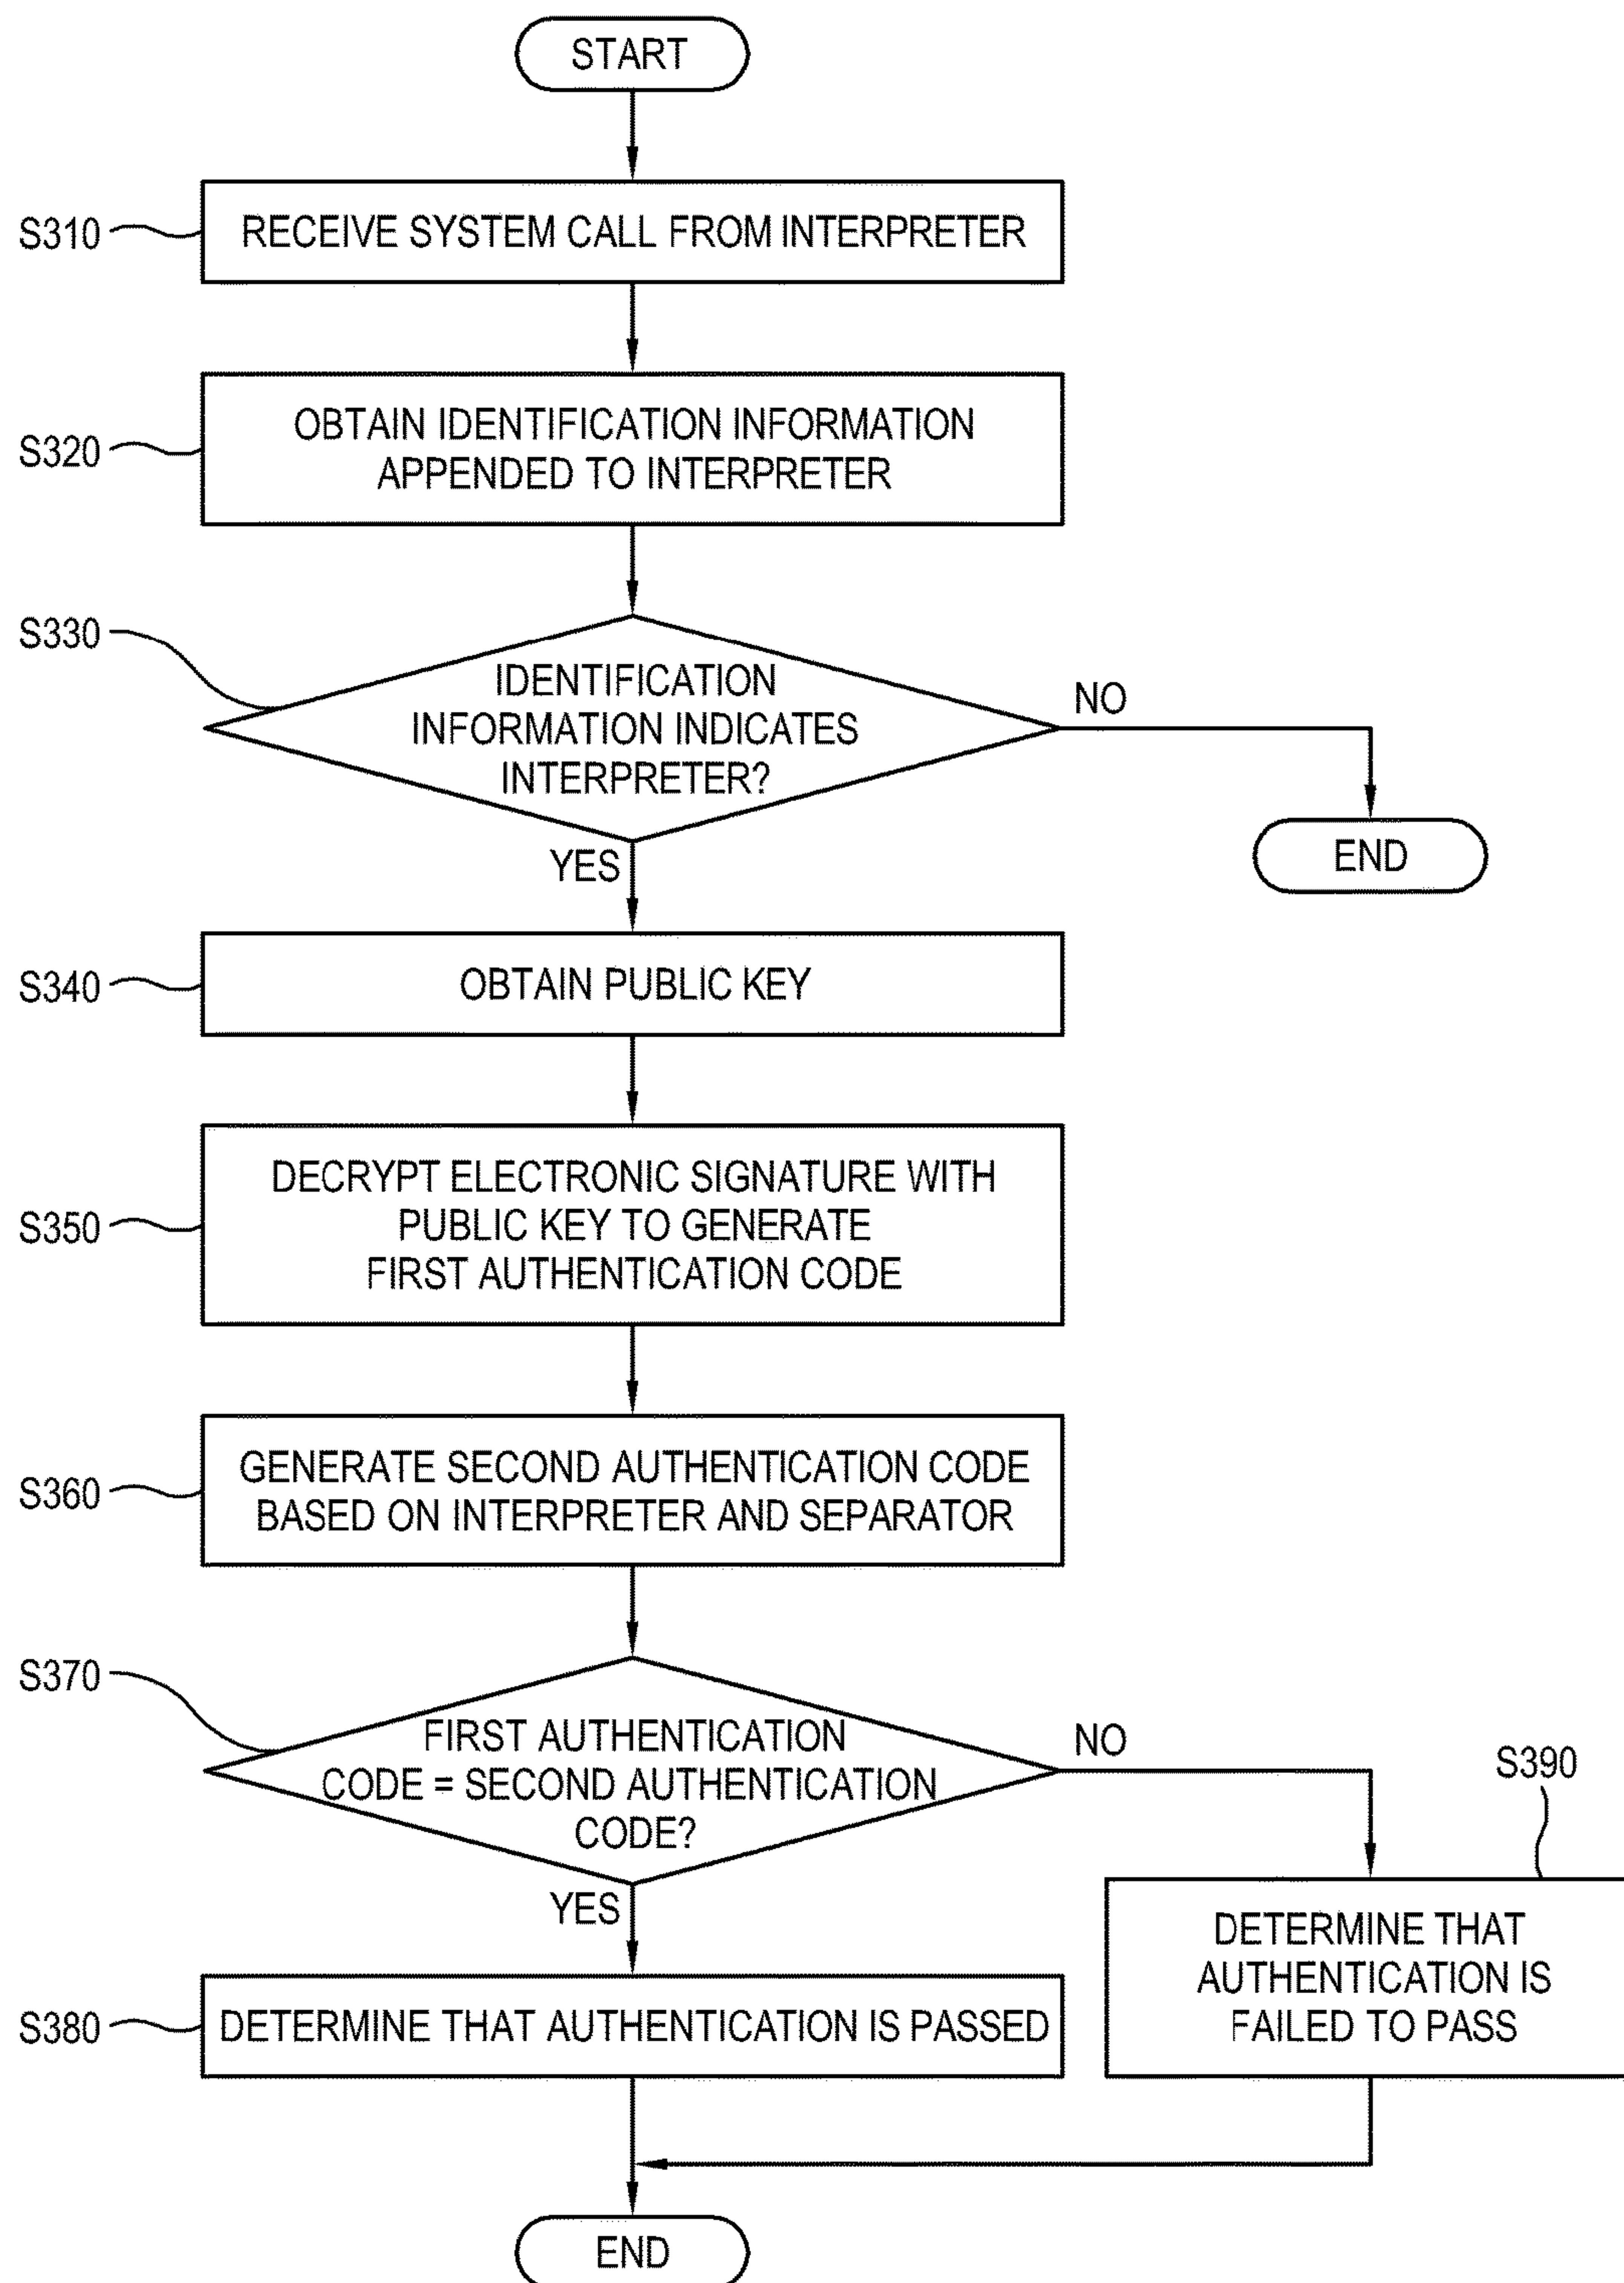 START
S310
RECEIVE SYSTEM CALL FROM INTERPRETER
S320
OBTAIN IDENTIFICATION INFORMATION
APPENDED TO INTERPRETER
S330
IDENTIFICATION
INFORMATION INDICATES
INTERPRETER?
NO
END
YES
S340
OBTAIN PUBLIC KEY
S350
DECRYPT ELECTRONIC SIGNATURE WITH
PUBLIC KEY TO GENERATE
FIRST AUTHENTICATION CODE
S360
GENERATE SECOND AUTHENTICATION CODE
BASED ON INTERPRETER AND SEPARATOR
S370
FIRST AUTHENTICATION
CODE = SECOND AUTHENTICATION
CODE?
NO
S390
DETERMINE THAT
AUTHENTICATION IS
FAILED TO PASS
YES
S380
DETERMINE THAT AUTHENTICATION IS PASSED
END